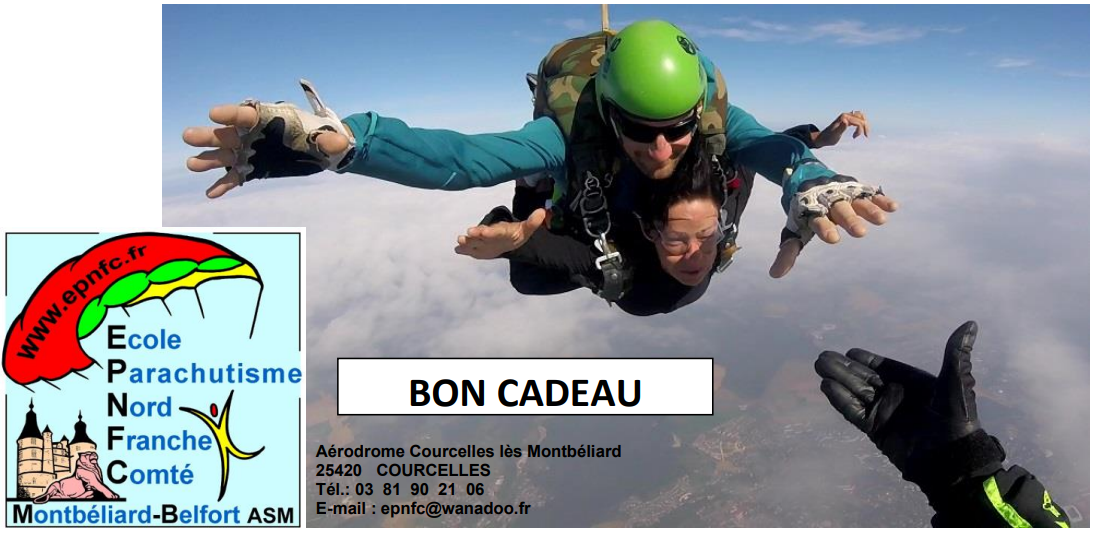 www.epnfc.fr
Ecole
Parachutisme
Nord
Franche
Comté
Montbéliard-Belfort ASM
BON CADEAU
Aérodrome Courcelles lès Montbéliard
25420 COURCELLES
Tél.: 03 81 90 21 06
E-mail : epnfc@wanadoo.fr